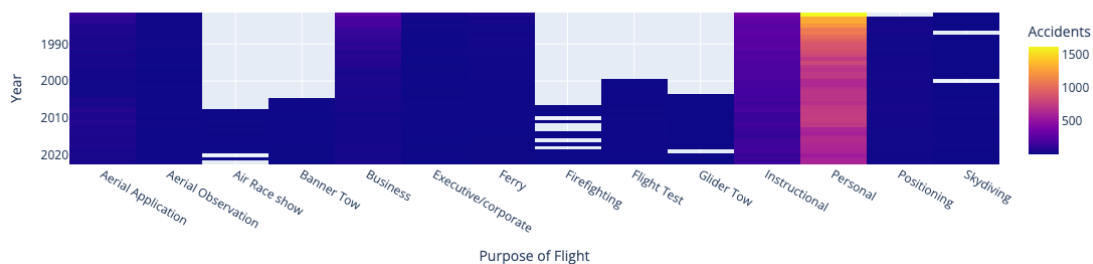 Accidents
1500
1000
500
Year
1990
2000
2010
2020
Aerial Application
Aerial Observation
Air Race show
Banner Tow
Business
Executive/corporate
Ferry
Firefighting
Flight Test
Glider Tow
Instructional
Personal
Positioning
Skydiving
Purpose of Flight